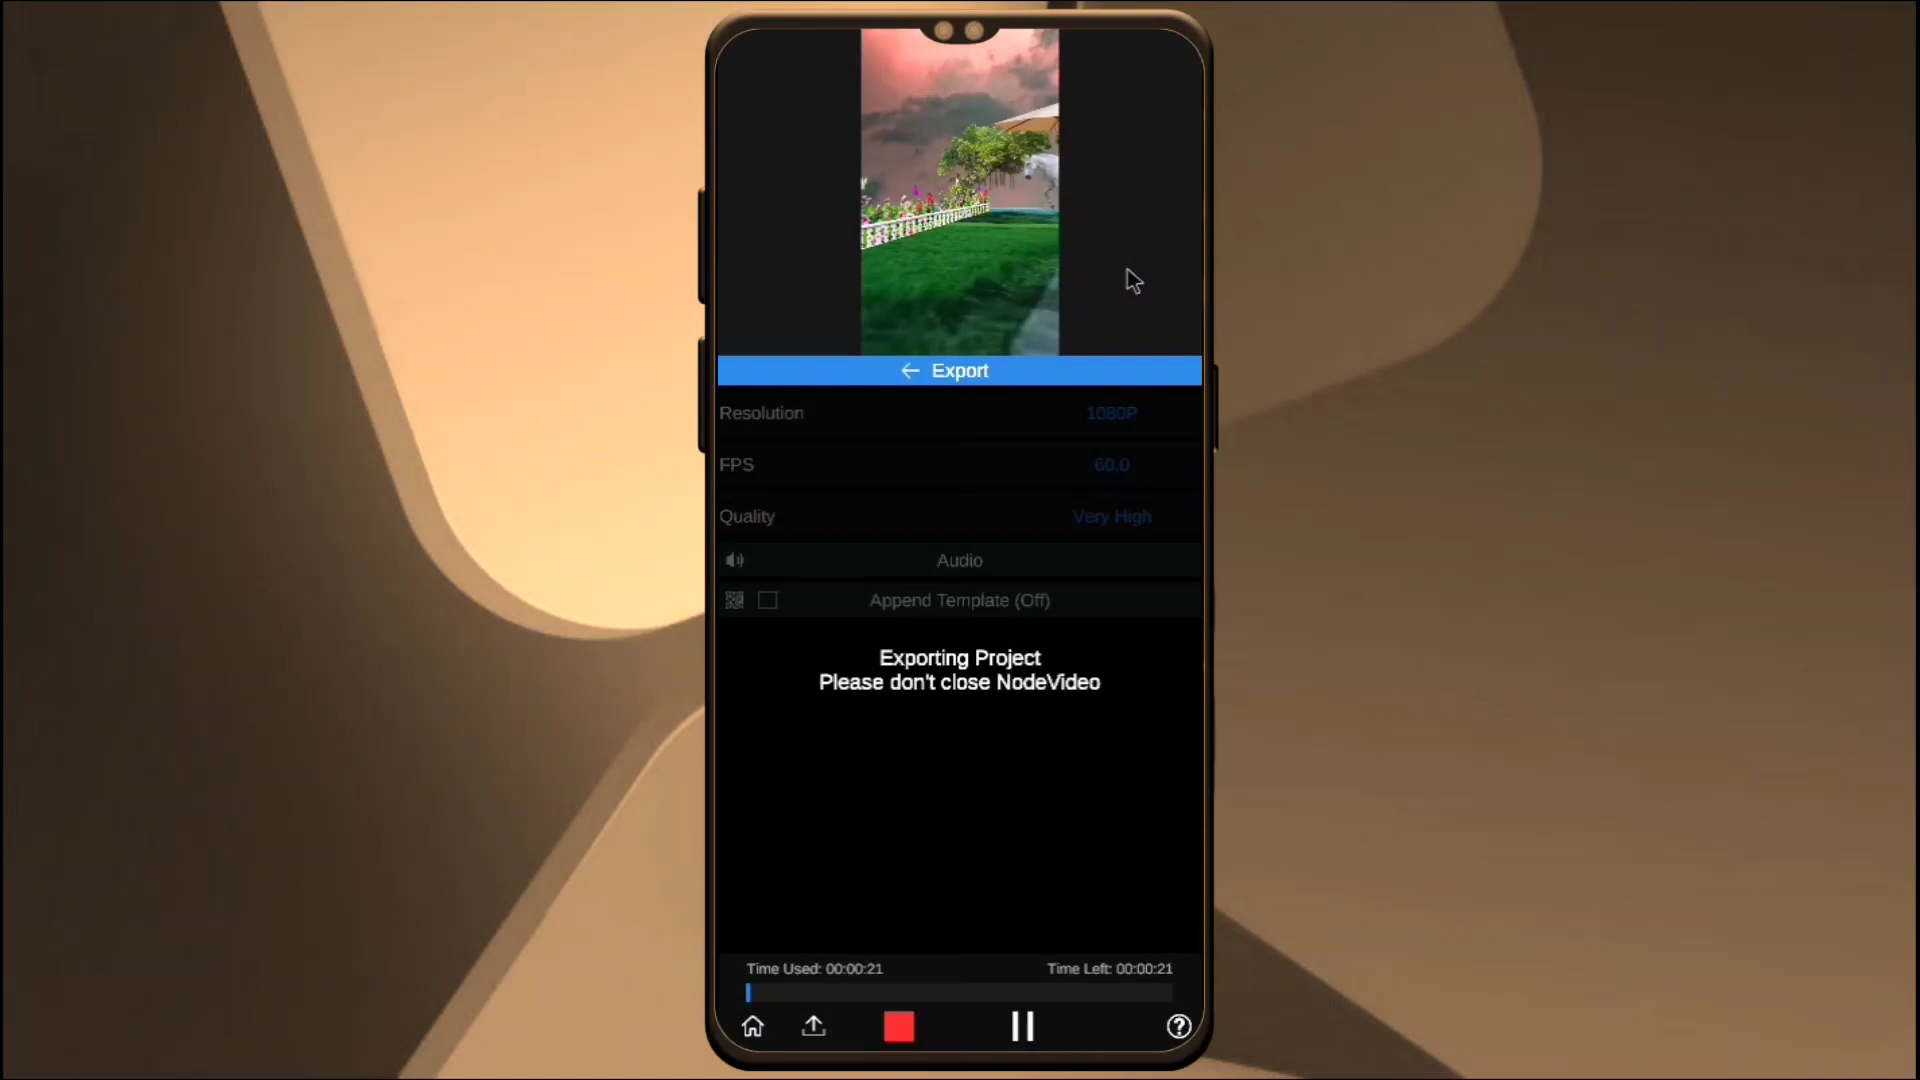 Export
Resolution 1080P
FPS 60.0
Quality Very High
Audio
Append Template (Off)
Exporting Project
Please don't close NodeVideo
Time Used: 00:00:21 Time Left: 00:00:21